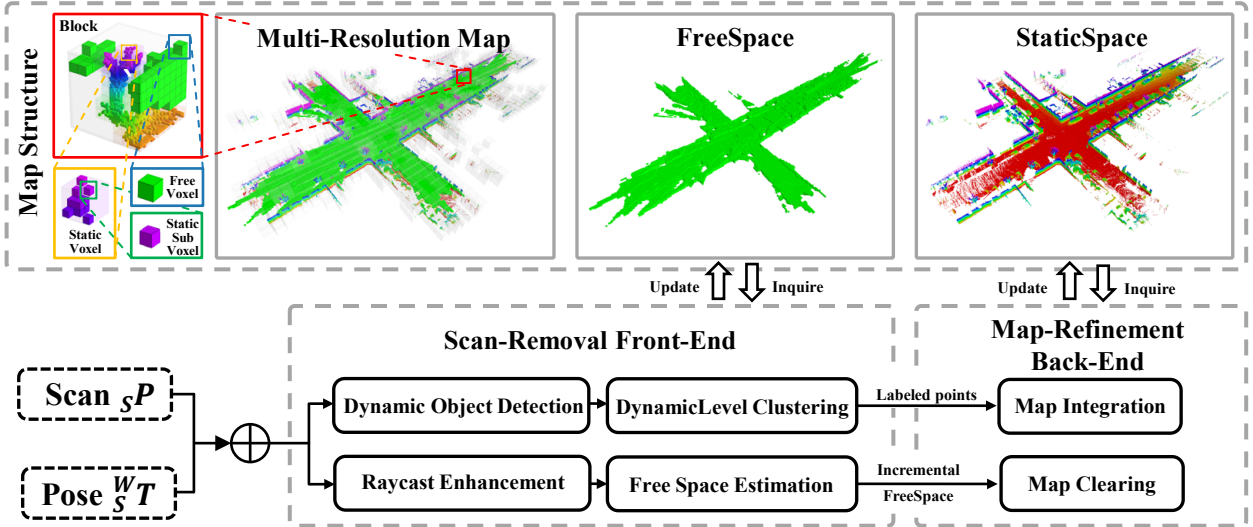 Map Structure
Block
Static
Voxel
Free
Voxel
Static
Sub
Voxel
Multi-Resolution Map
FreeSpace
StaticSpace
Update
Inquire
Update
Inquire
Scan-Removal Front-End
Map-Refinement
Back-End
Scan ₛP
Pose ᵂₛT
Dynamic Object Detection
DynamicLevel Clustering
Labeled points
Map Integration
Raycast Enhancement
Free Space Estimation
Incremental
FreeSpace
Map Clearing